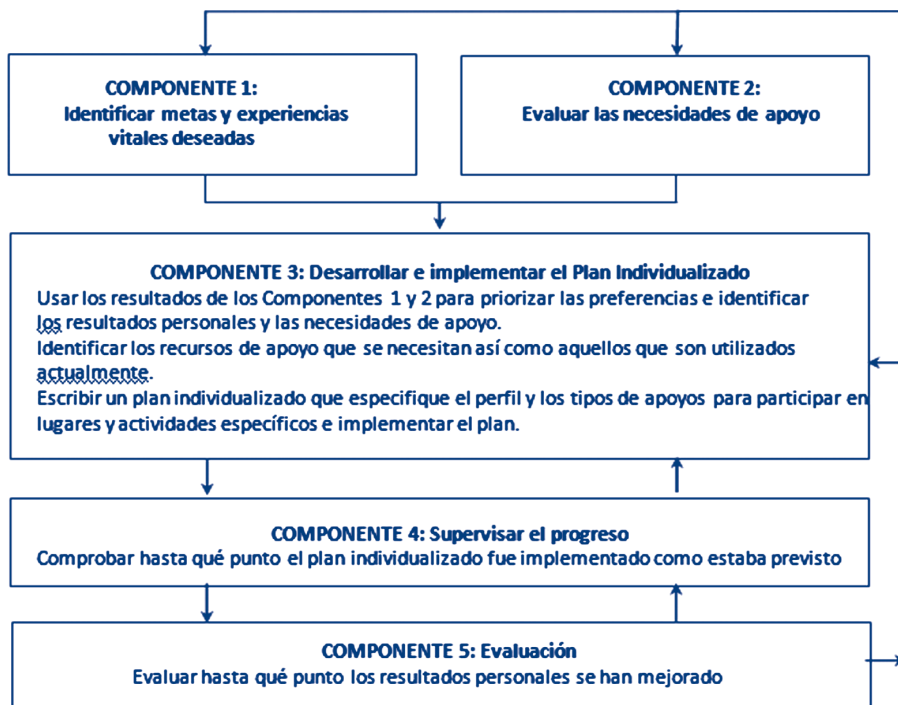 COMPONENTE 1:
Identificar metas y experiencias
vitales deseadas
COMPONENTE 2:
Evaluar las necesidades de apoyo
COMPONENTE 3: Desarrollar e implementar el Plan Individualizado
Usar los resultados de los Componentes 1 y 2 para priorizar las preferencias e identificar
los resultados personales y las necesidades de apoyo.
Identificar los recursos de apoyo que se necesitan así como aquellos que son utilizados
actualmente.
Escribir un plan individualizado que especifique el perfil y los tipos de apoyos para participar en
lugares y actividades específicos e implementar el plan.
COMPONENTE 4: Supervisar el progreso
Comprobar hasta qué punto el plan individualizado fue implementado como estaba previsto
COMPONENTE 5: Evaluación
Evaluar hasta qué punto los resultados personales se han mejorado